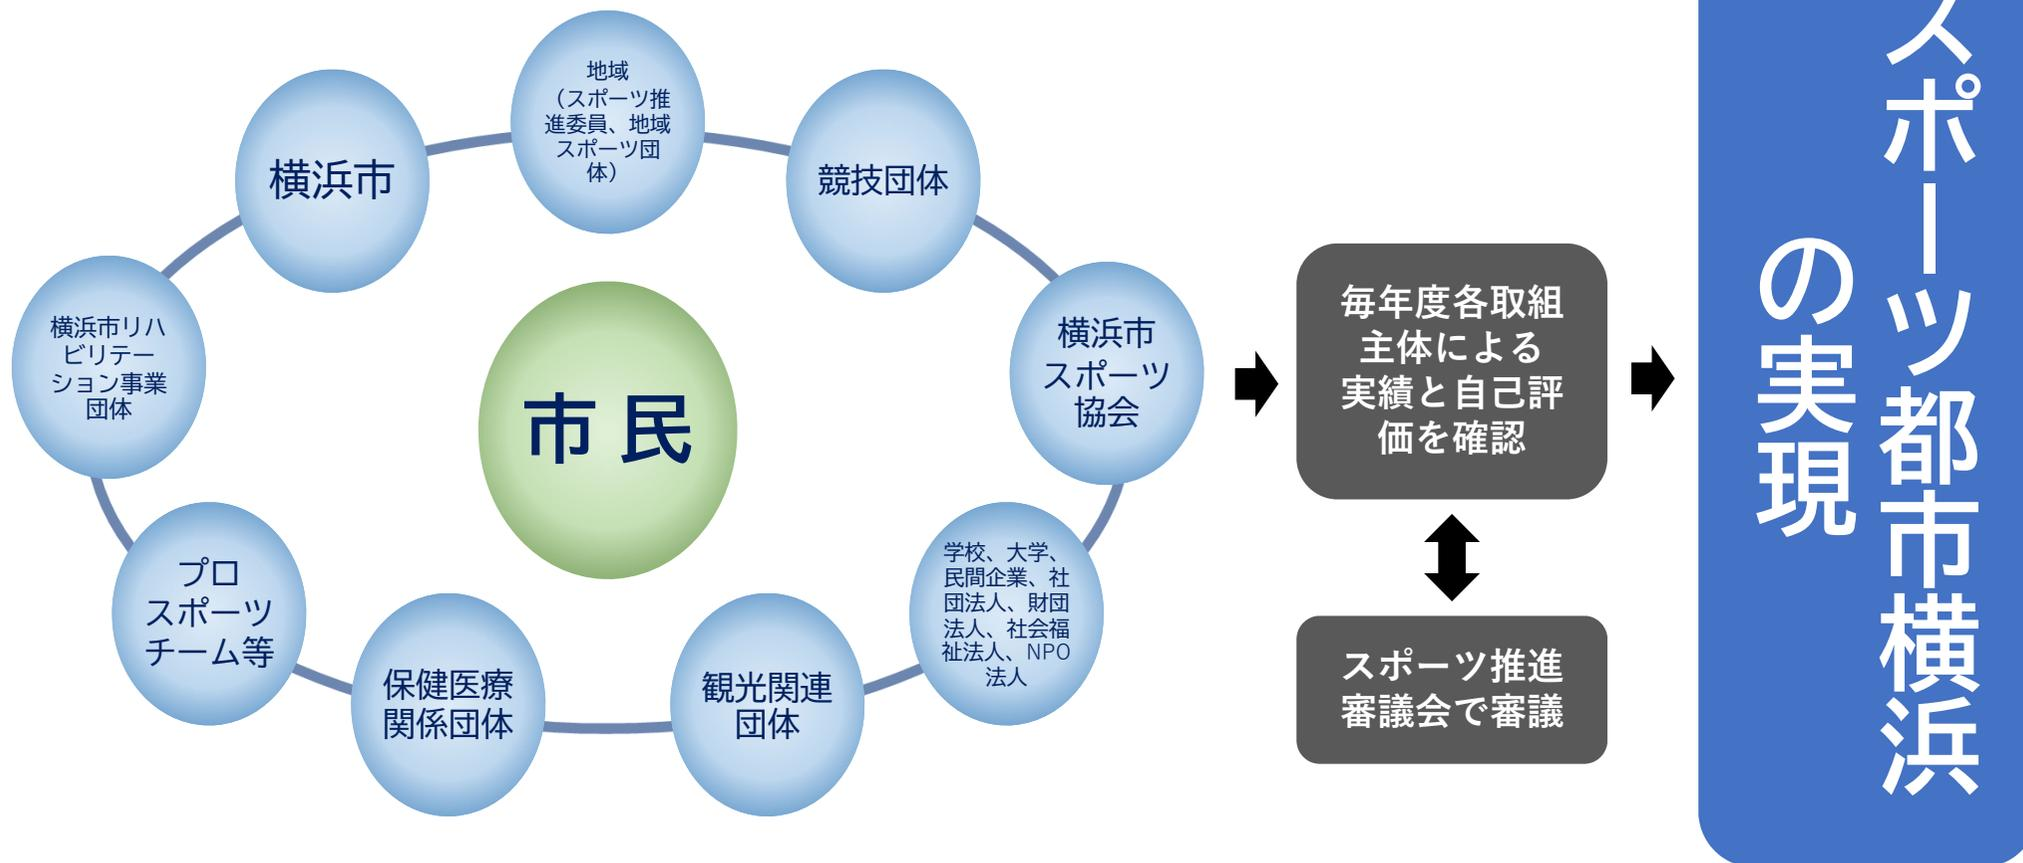 地域
（スポーツ推
進委員、地域
スポーツ団
体）
横浜市
競技団体
横浜市リハ
ビリテー
ション事業
団体
横浜市
スポーツ
協会
市民
プロ
スポーツ
チーム等
保健医療
関係団体
観光関連
団体
学校、大学、
民間企業、社
団法人、財団
法人、社会福
祉法人、NPO
法人
毎年度各取組
主体による
実績と自己評
価を確認
スポーツ推進
審議会で審議
スポーツ都市横浜
の実現